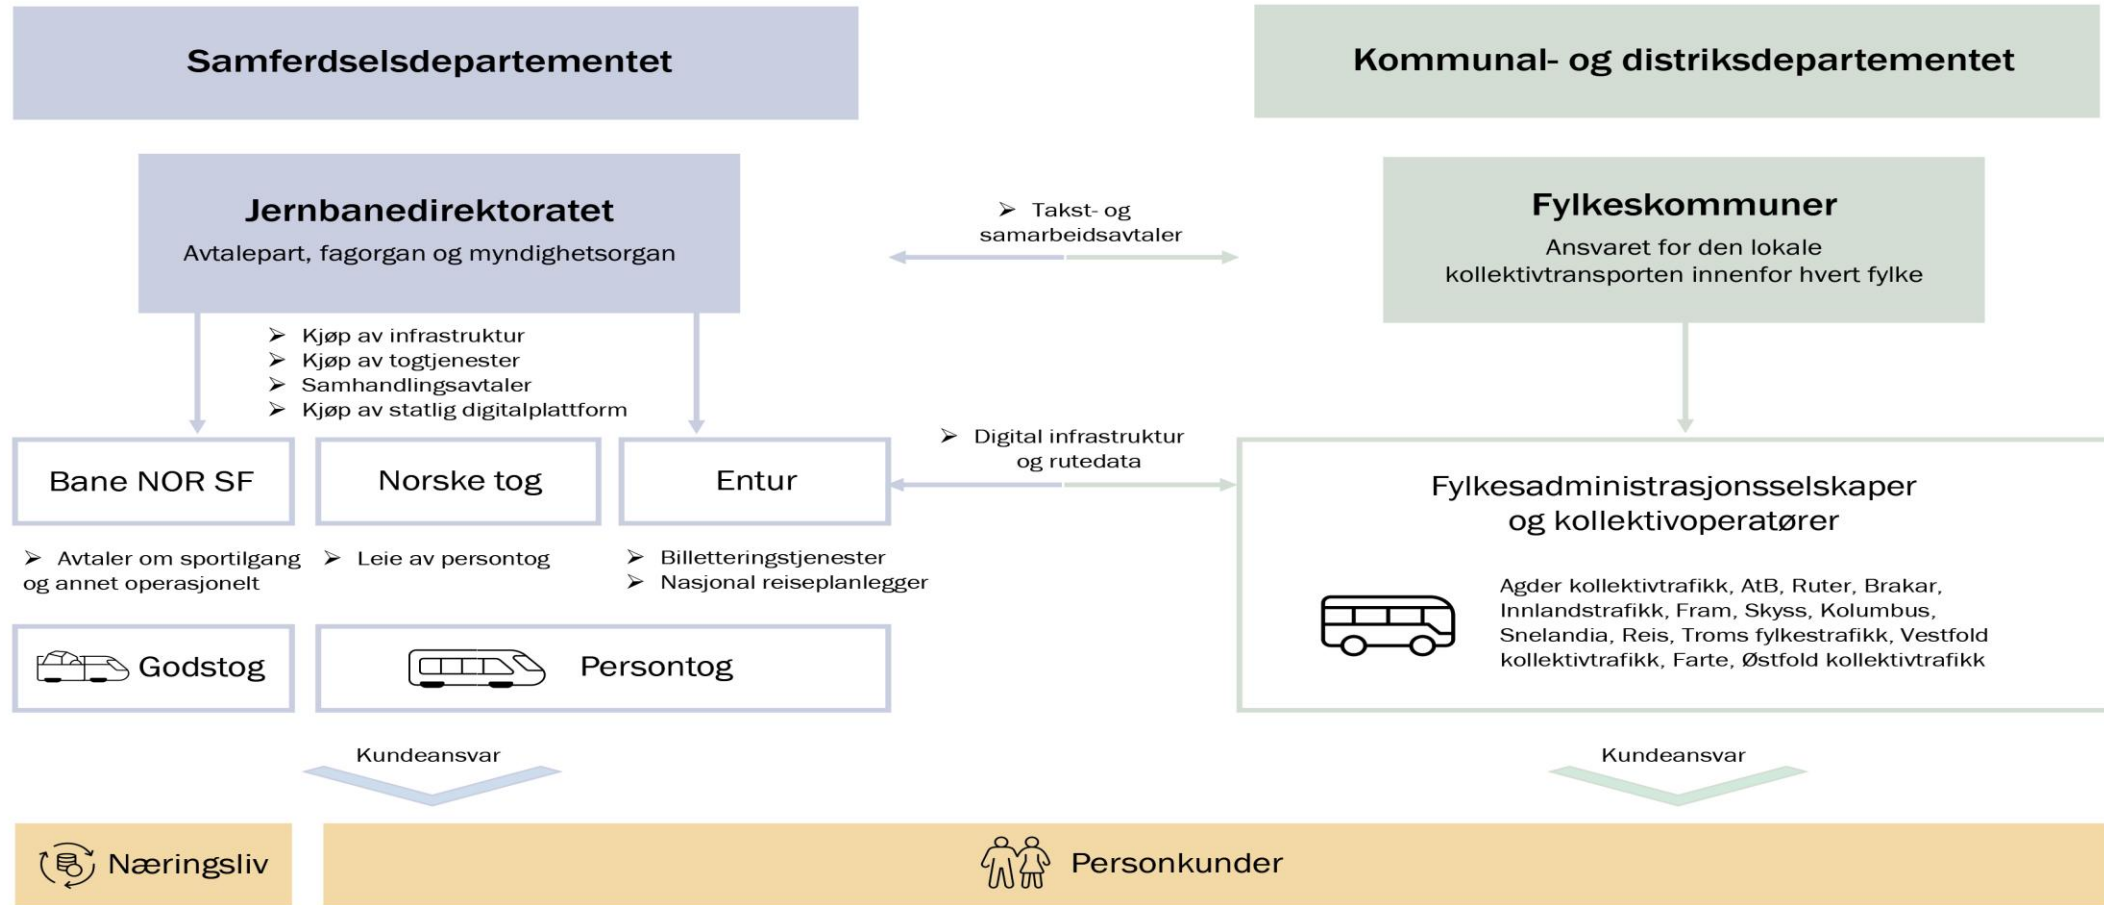 Samferdselsdepartementet
Kommunal- og distriksdepartementet
Jernbanedirektoratet
Avtalepart, fagorgan og myndighetsorgan
➢ Takst- og
samarbeidsavtaler
Fylkeskommuner
Ansvaret for den lokale
kollektivtransporten innenfor hvert fylke
➢ Kjøp av infrastruktur
➢ Kjøp av togtjenester
➢ Samhandlingsavtaler
➢ Kjøp av statlig digitalplattform
Bane NOR SF
Norske tog
Entur
➢ Digital infrastruktur
og rutedata
Fylkesadministrasjonsselskaper
og kollektivoperatører
➢ Avtaler om sportilgang
og annet operasjonelt
➢ Leie av persontog
➢ Billetteringstjenester
➢ Nasjonal reiseplanlegger
Agder kollektivtrafikk, AtB, Ruter, Brakar,
Innlandstrafikk, Fram, Skyss, Kolumbus,
Snelandia, Reis, Troms fylkestrafikk, Vestfold
kollektivtrafikk, Farte, Østfold kollektivtrafikk
Godstog
Persontog
Kundeansvar
Kundeansvar
Næringsliv
Personkunder